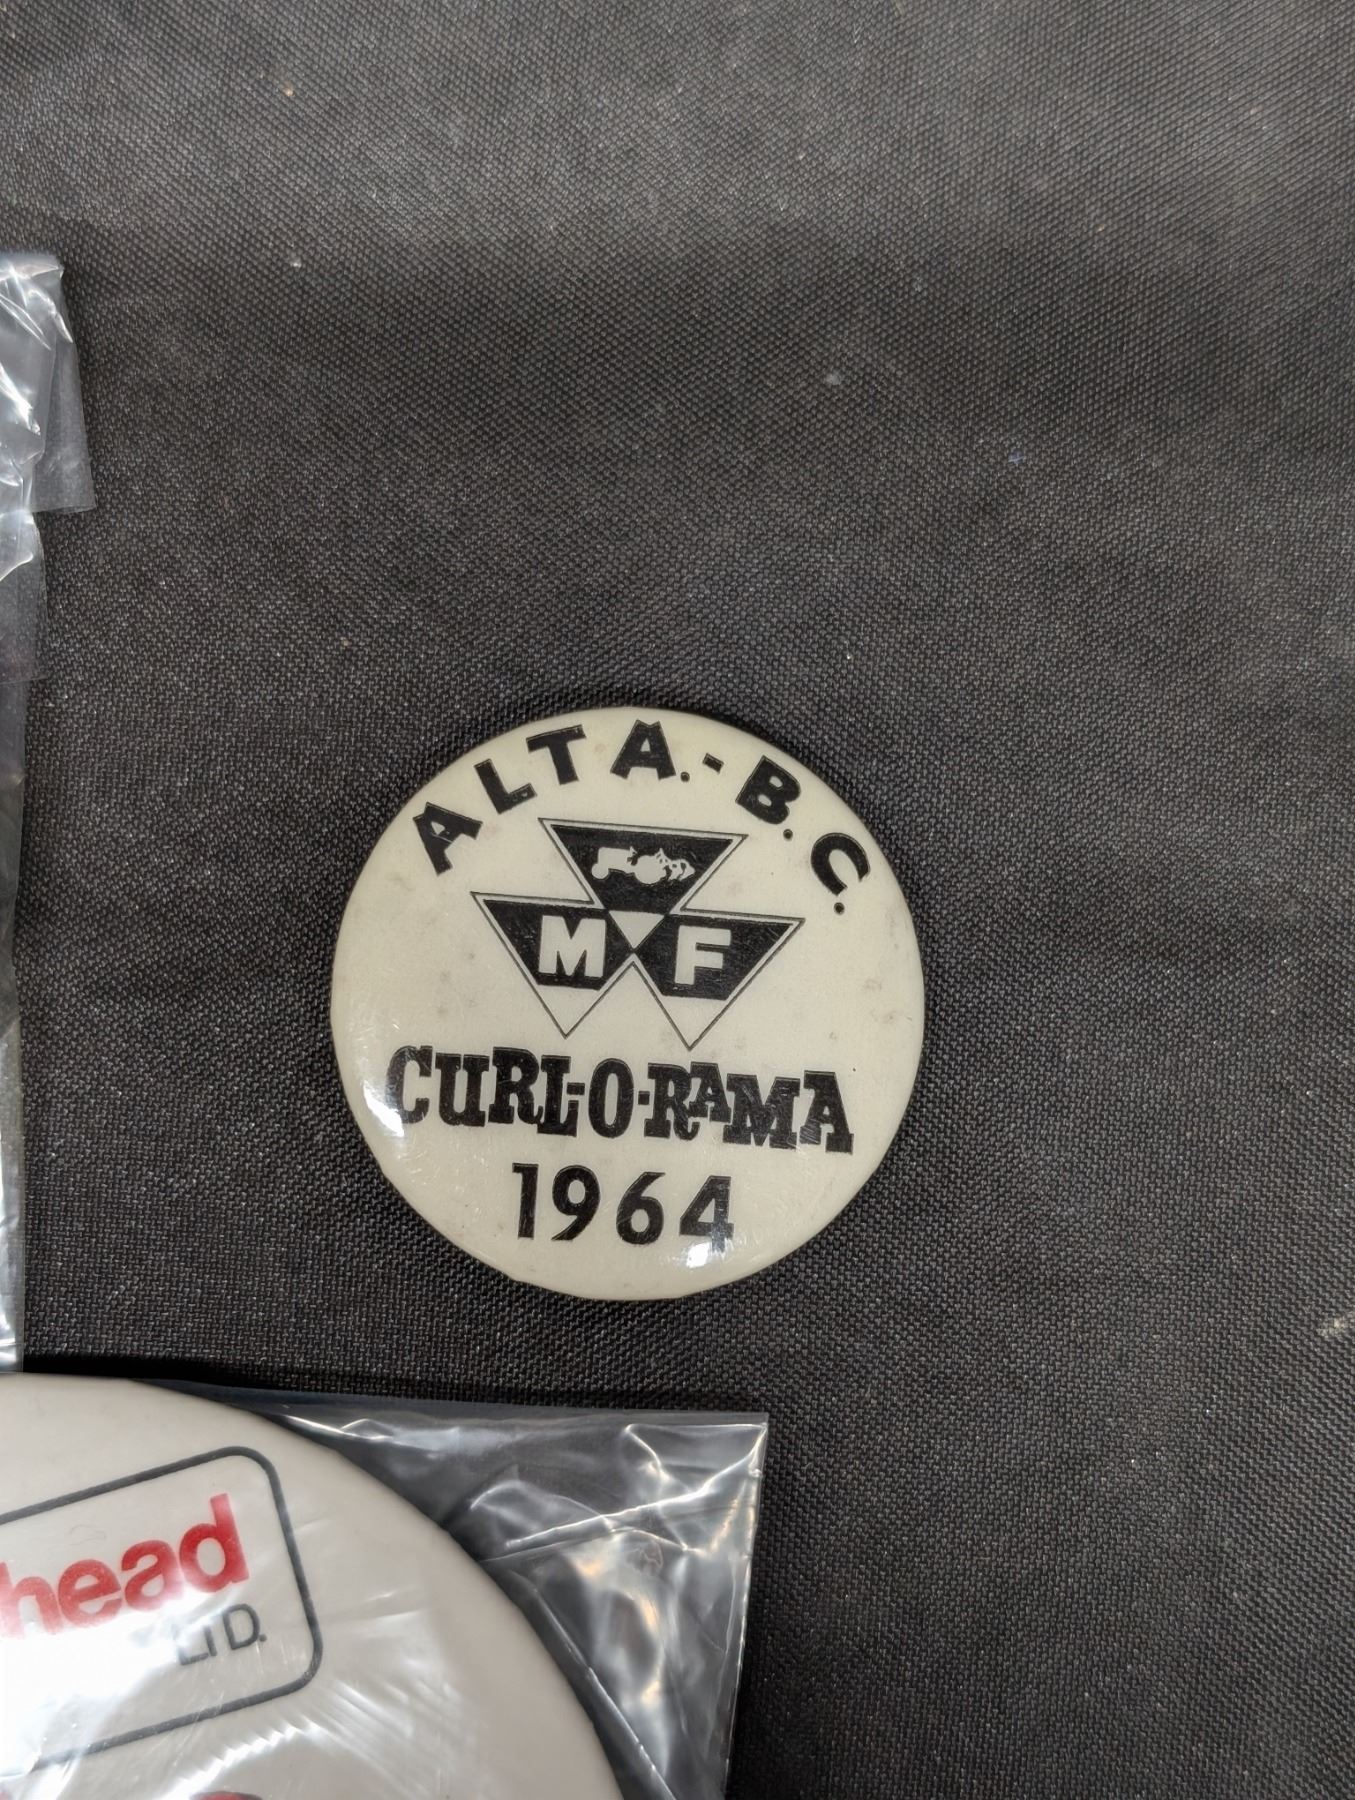 ALTA.-B.C.
M F
CURL-O-RAMA
1964
head
LTD.